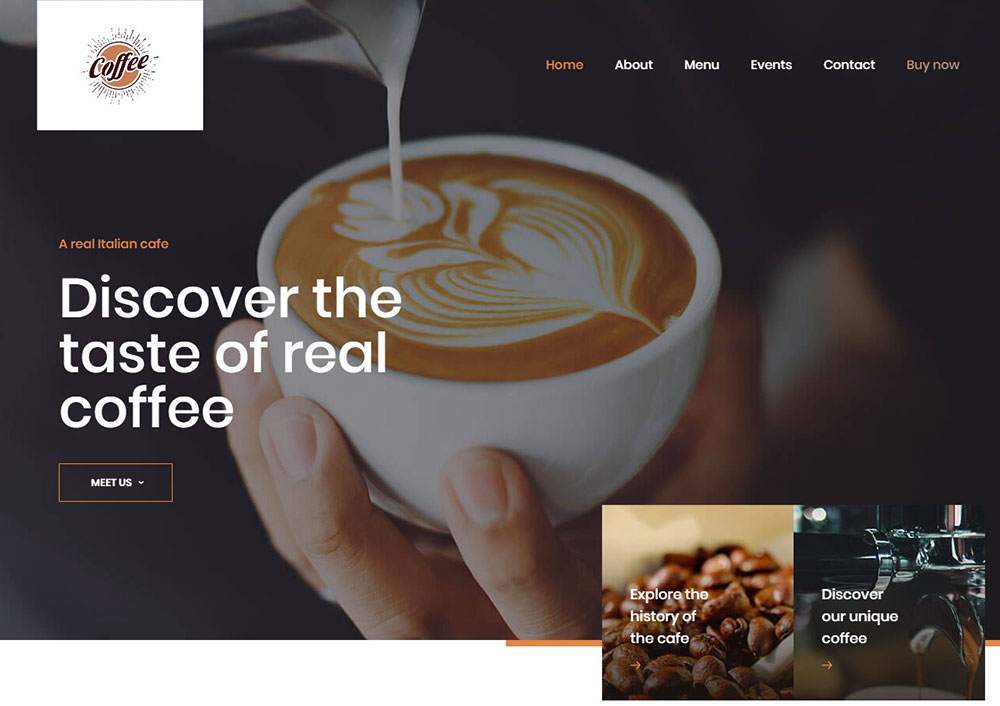 Coffee
Home About Menu Events Contact Buy now
A real Italian cafe
Discover the
taste of real
coffee
MEET US
Explore the
history of
the cafe
Discover
our unique
coffee